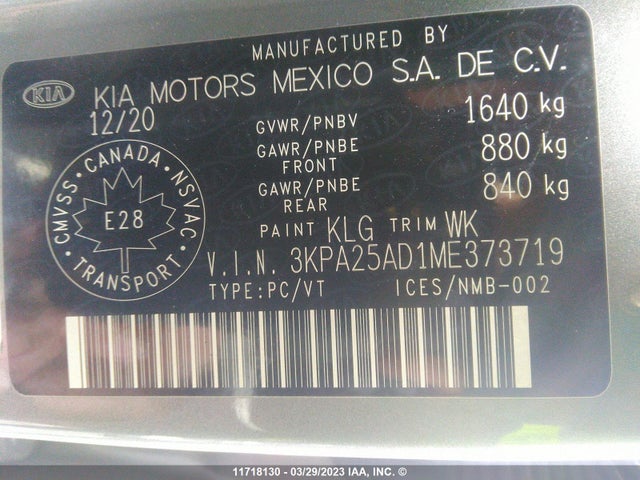 MANUFACTURED BY
KIA KIA MOTORS MEXICO S.A. DE C.V.
12/20
GVWR/PNBV 1640 kg
GAWR/PNBE FRONT 880 kg
GAWR/PNBE REAR 840 kg
CMVSS · CANADA · NSVAC · TRANSPORT ·
E28
PAINT KLG TRIM WK
V.I.N. 3KPA25AD1ME373719
TYPE:PC/VT ICES/NMB-002
11718130 - 03/29/2023 IAA, INC. ©